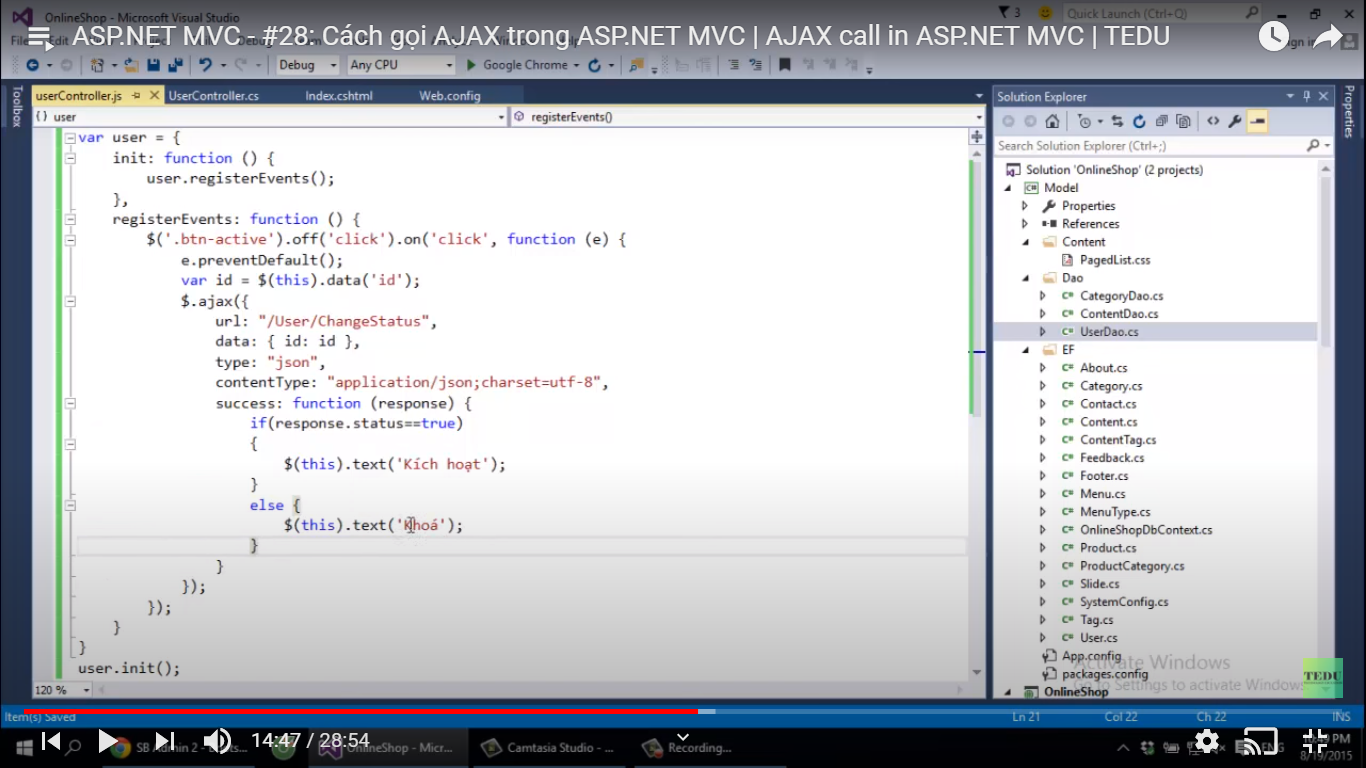 OnlineShop - Microsoft Visual Studio
3
Quick Launch (Ctrl+Q)
ASP.NET MVC - #28: Cách gọi AJAX trong ASP.NET MVC | AJAX call in ASP.NET MVC | TEDU
Debug
Any CPU
Google Chrome
Toolbox
userController.js
UserController.cs
Index.cshtml
Web.config
{ } user
registerEvents()
var user = {
init: function () {
user.registerEvents();
},
registerEvents: function () {
$('.btn-active').off('click').on('click', function (e) {
e.preventDefault();
var id = $(this).data('id');
$.ajax({
url: "/User/ChangeStatus",
data: { id: id },
type: "json",
contentType: "application/json;charset=utf-8",
success: function (response) {
if(response.status==true)
{
$(this).text('Kích hoạt');
}
else {
$(this).text('Khoá');
}
}
});
});
}
}
user.init();
120 %
Solution Explorer
Search Solution Explorer (Ctrl+;)
Solution 'OnlineShop' (2 projects)
Model
Properties
References
Content
PagedList.css
Dao
CategoryDao.cs
ContentDao.cs
UserDao.cs
EF
About.cs
Category.cs
Contact.cs
Content.cs
ContentTag.cs
Feedback.cs
Footer.cs
Menu.cs
MenuType.cs
OnlineShopDbContext.cs
Product.cs
ProductCategory.cs
Slide.cs
SystemConfig.cs
Tag.cs
User.cs
App.config
packages.config
OnlineShop
Properties
Activate Windows
Go to Settings to activate Windows.
TEDU
Item(s) Saved
Ln 21
Col 22
Ch 22
INS
14:47 / 28:54
SB Admin 2 -
OnlineShop - Micr...
Camtasia Studio - ...
Recording...
ENG
PM
8/19/2015